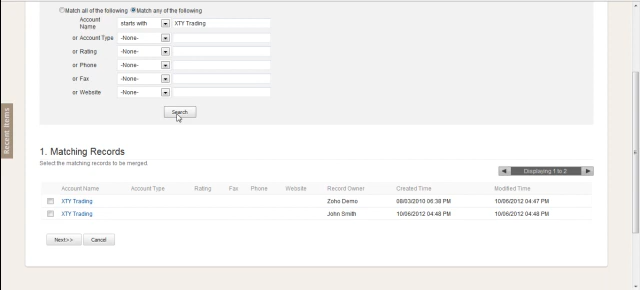 Match all of the following Match any of the following
Account Name starts with XTY Trading
or Account Type -None-
or Rating -None-
or Phone -None-
or Fax -None-
or Website -None-
Search
Recent Items
1. Matching Records
Select the matching records to be merged.
Displaying 1 to 2
Account Name Account Type Rating Fax Phone Website Record Owner Created Time Modified Time
XTY Trading Zoho Demo 08/03/2010 06:38 PM 10/06/2012 04:47 PM
XTY Trading John Smith 10/06/2012 04:48 PM 10/06/2012 04:48 PM
Next>> Cancel